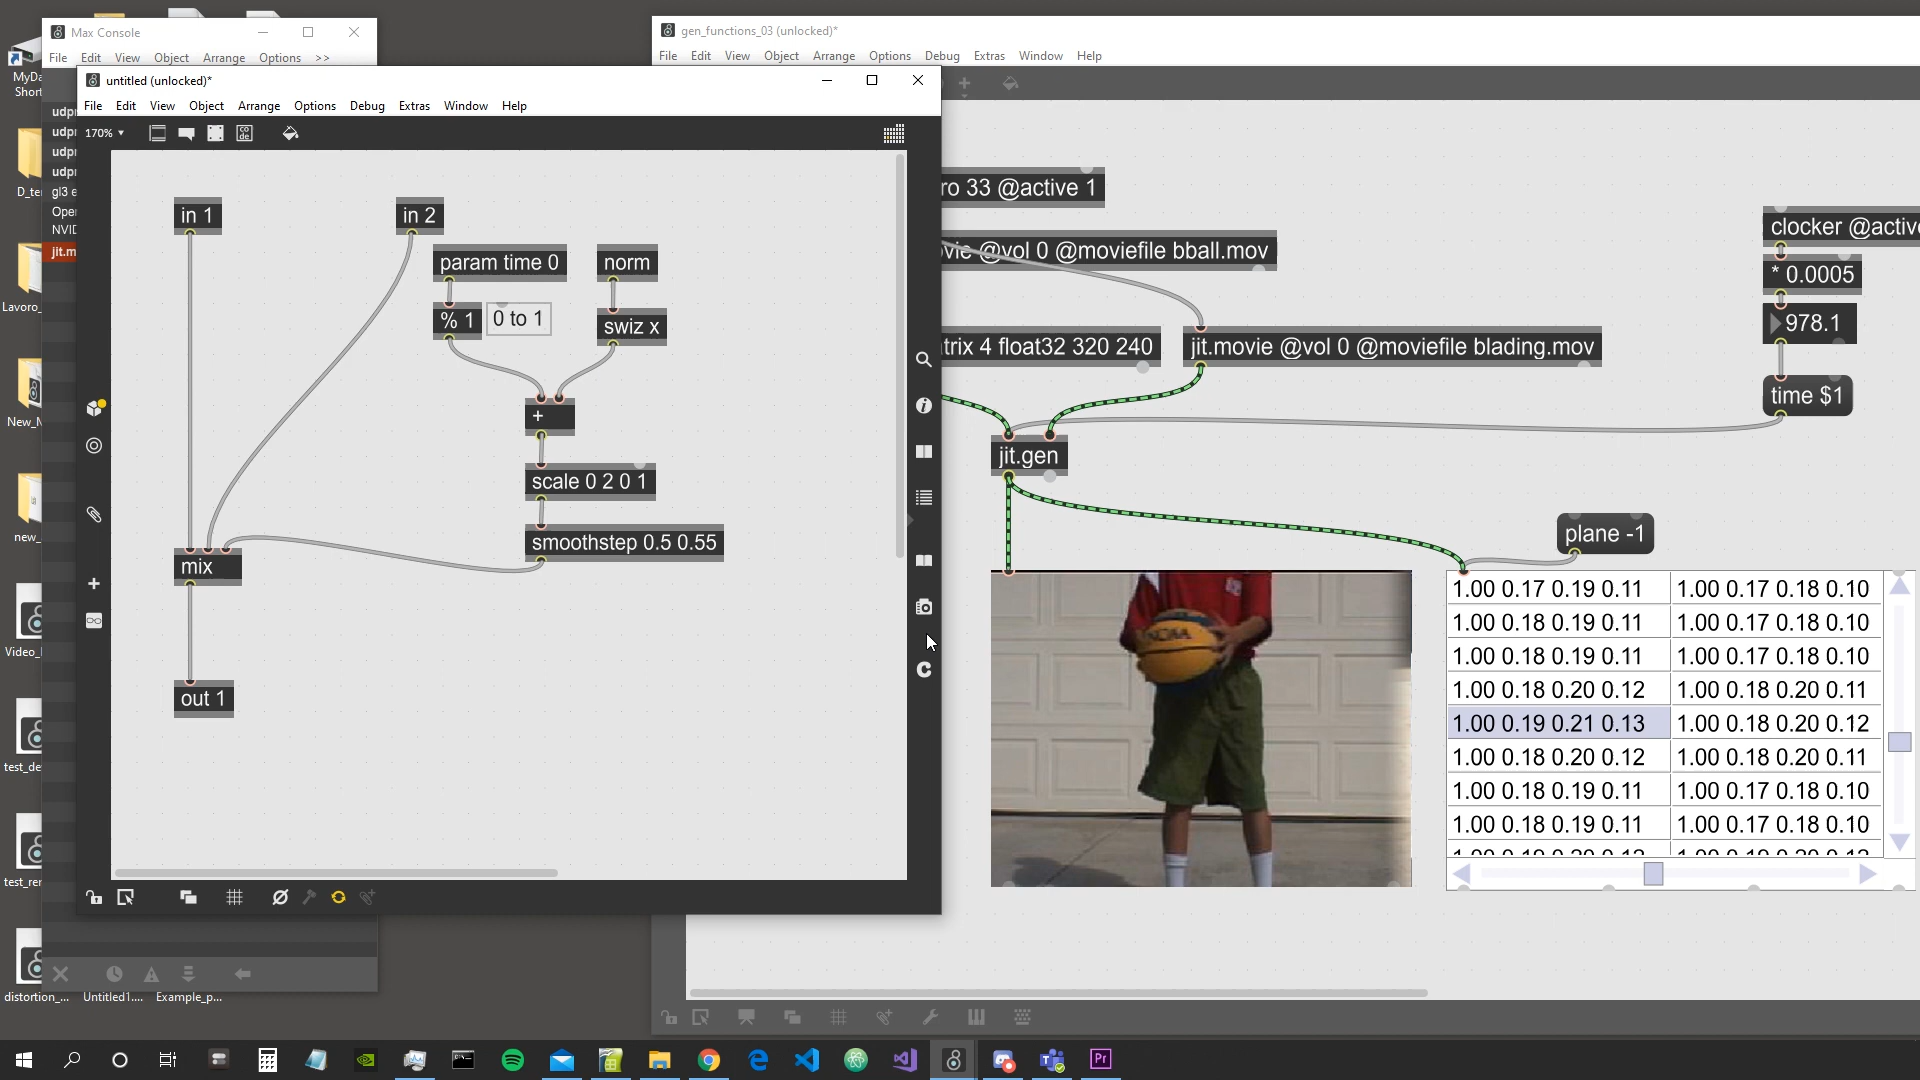 Max Console
File Edit View Object Arrange Options >>
gen_functions_03 (unlocked)*
File Edit View Object Arrange Options Debug Extras Window Help
untitled (unlocked)*
File Edit View Object Arrange Options Debug Extras Window Help
170%
in 1
in 2
param time 0
norm
% 1
0 to 1
swiz x
+
scale 0 2 0 1
smoothstep 0.5 0.55
mix
out 1
ro 33 @active 1
vie @vol 0 @moviefile bball.mov
trix 4 float32 320 240
jit.movie @vol 0 @moviefile blading.mov
clocker @active
* 0.0005
978.1
time $1
jit.gen
plane -1
1.00 0.17 0.19 0.11 1.00 0.17 0.18 0.10
1.00 0.18 0.19 0.11 1.00 0.17 0.18 0.10
1.00 0.18 0.19 0.11 1.00 0.17 0.18 0.10
1.00 0.18 0.20 0.12 1.00 0.18 0.20 0.11
1.00 0.19 0.21 0.13 1.00 0.18 0.20 0.12
1.00 0.18 0.20 0.12 1.00 0.18 0.20 0.11
1.00 0.18 0.19 0.11 1.00 0.17 0.18 0.10
1.00 0.18 0.19 0.11 1.00 0.17 0.18 0.10
NCAA
MyDa
Short
D_te
Lavoro_
New_M
new_
Video_
test_de
test_re
distortion_... Untitled1.... Example_p...
udp
udp
udp
udp
gl3 e
Ope
NVID
jit.m